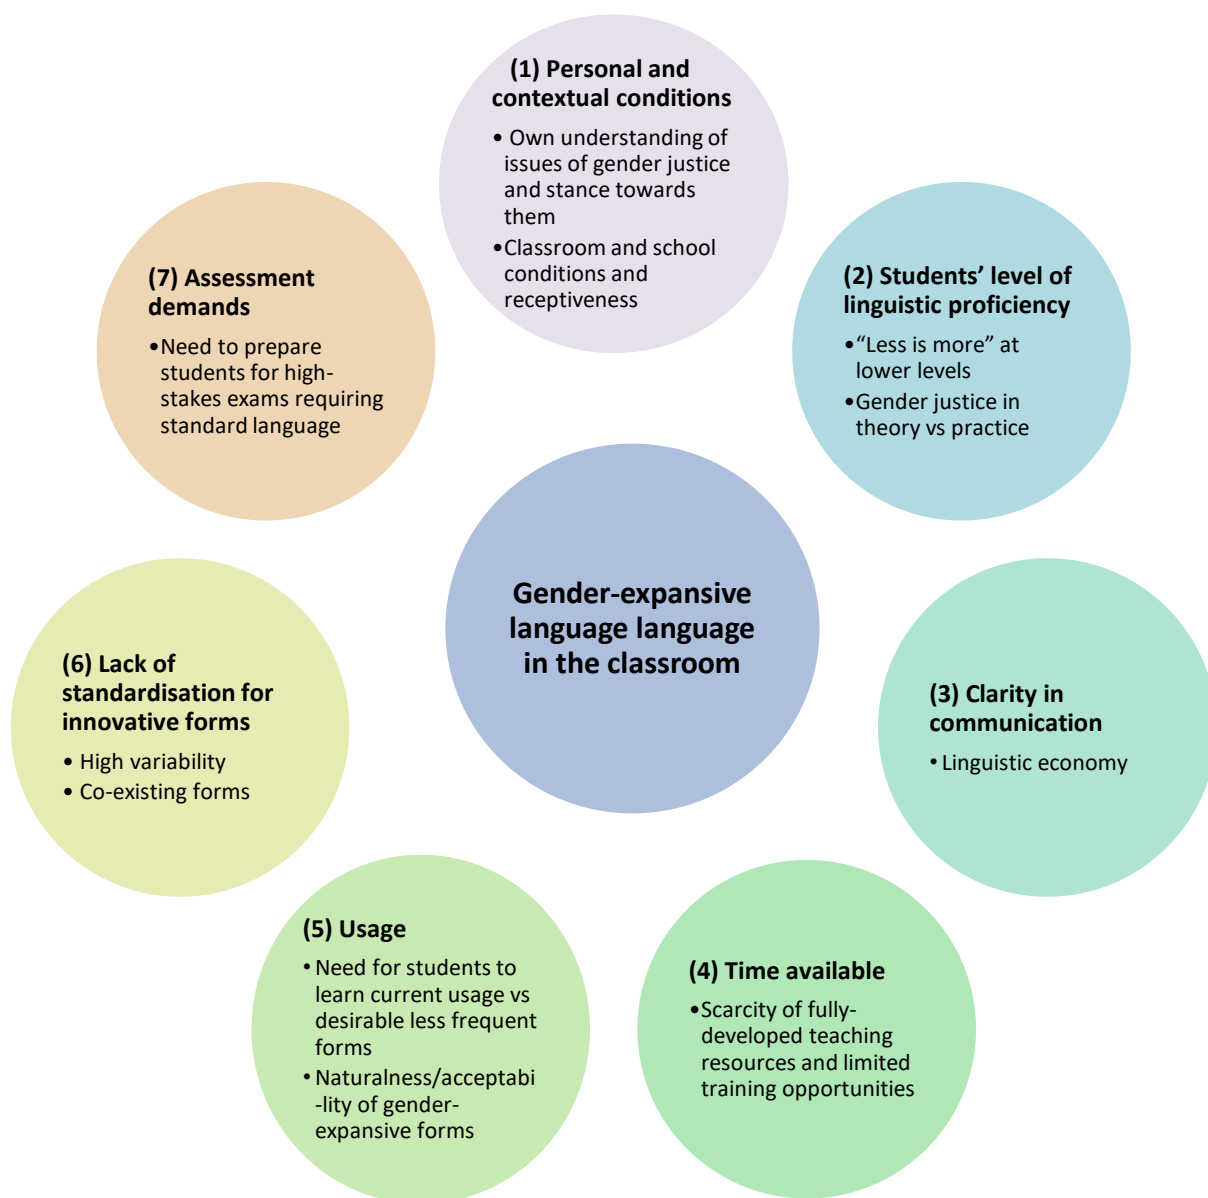 (1) Personal and
contextual conditions
• Own understanding of
issues of gender justice
and stance towards
them
•Classroom and school
conditions and
receptiveness
(2) Students’ level of
linguistic proficiency
•“Less is more” at
lower levels
•Gender justice in
theory vs practice
(3) Clarity in
communication
• Linguistic economy
(4) Time available
•Scarcity of fully-
developed teaching
resources and limited
training opportunities
(5) Usage
• Need for students to
learn current usage vs
desirable less frequent
forms
• Naturalness/acceptabi
-lity of gender-
expansive forms
(6) Lack of
standardisation for
innovative forms
• High variability
• Co-existing forms
(7) Assessment
demands
•Need to prepare
students for high-
stakes exams requiring
standard language
Gender-expansive
language language
in the classroom